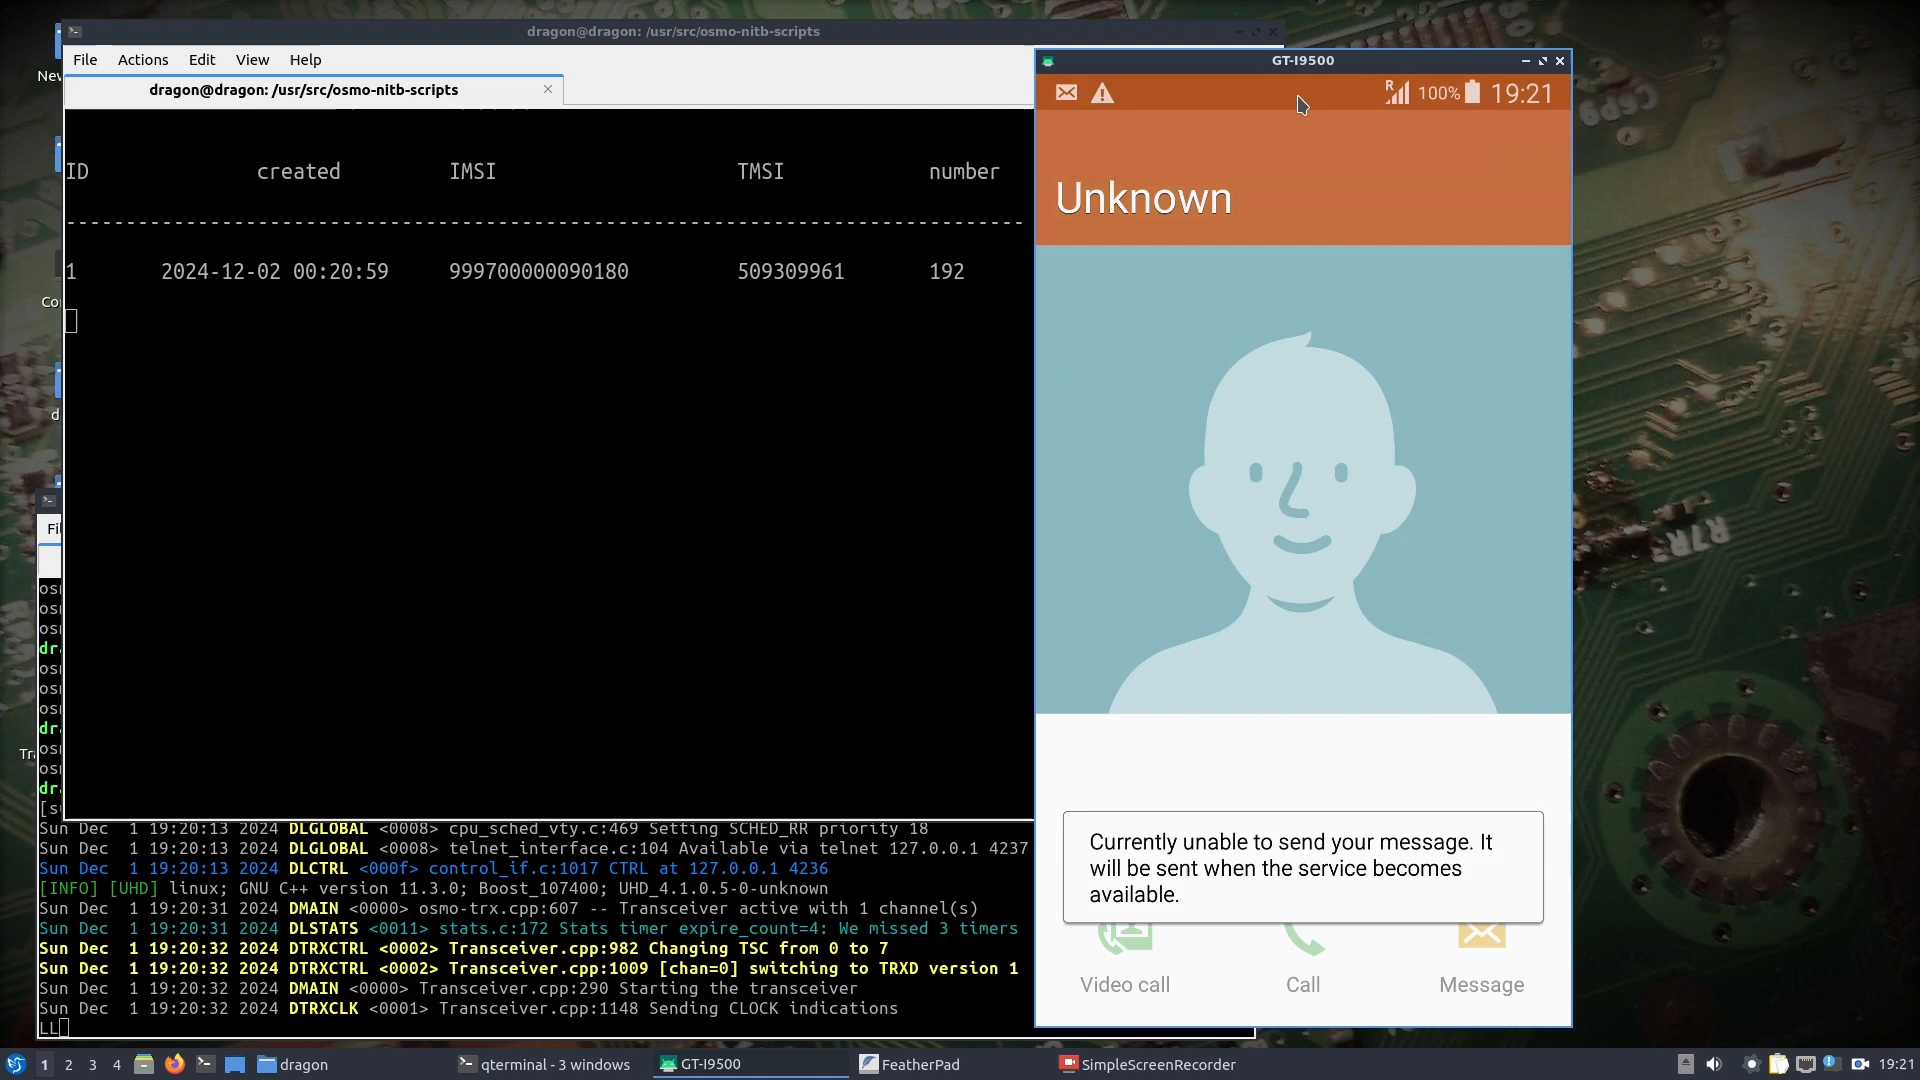 dragon@dragon: /usr/src/osmo-nitb-scripts
File Actions Edit View Help
dragon@dragon: /usr/src/osmo-nitb-scripts
ID created IMSI TMSI number
--------------------------------------------------------------------------------
1 2024-12-02 00:20:59 999700000090180 509309961 192
GT-I9500
R 100% 19:21
Unknown
Currently unable to send your message. It
will be sent when the service becomes
available.
Video call Call Message
Sun Dec 1 19:20:13 2024 DLGLOBAL <0008> cpu_sched_vty.c:469 Setting SCHED_RR priority 18
Sun Dec 1 19:20:13 2024 DLGLOBAL <0008> telnet_interface.c:104 Available via telnet 127.0.0.1 4237
Sun Dec 1 19:20:13 2024 DLCTRL <000f> control_if.c:1017 CTRL at 127.0.0.1 4236
[INFO] [UHD] linux; GNU C++ version 11.3.0; Boost_107400; UHD_4.1.0.5-0-unknown
Sun Dec 1 19:20:31 2024 DMAIN <0000> osmo-trx.cpp:607 -- Transceiver active with 1 channel(s)
Sun Dec 1 19:20:31 2024 DLSTATS <0011> stats.c:172 Stats timer expire_count=4: We missed 3 timers
Sun Dec 1 19:20:32 2024 DTRXCTRL <0002> Transceiver.cpp:982 Changing TSC from 0 to 7
Sun Dec 1 19:20:32 2024 DTRXCTRL <0002> Transceiver.cpp:1009 [chan=0] switching to TRXD version 1
Sun Dec 1 19:20:32 2024 DMAIN <0000> Transceiver.cpp:290 Starting the transceiver
Sun Dec 1 19:20:32 2024 DTRXCLK <0001> Transceiver.cpp:1148 Sending CLOCK indications
LL
1 2 3 4 dragon qterminal - 3 windows GT-I9500 FeatherPad SimpleScreenRecorder 19:21